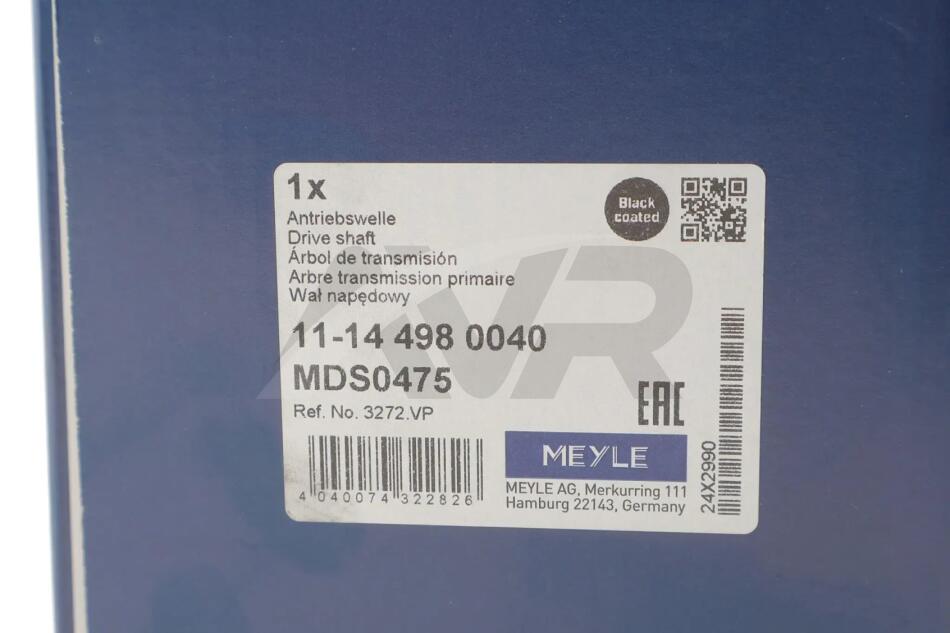 1x
Black
coated
Antriebswelle
Drive shaft
Árbol de transmisión
Arbre transmission primaire
Wał napędowy
11-14 498 0040
MDS0475
Ref. No. 3272.VP
EAC
MEYLE
MEYLE AG, Merkurring 111
Hamburg 22143, Germany
4 040074 322826
24X2990
AVR